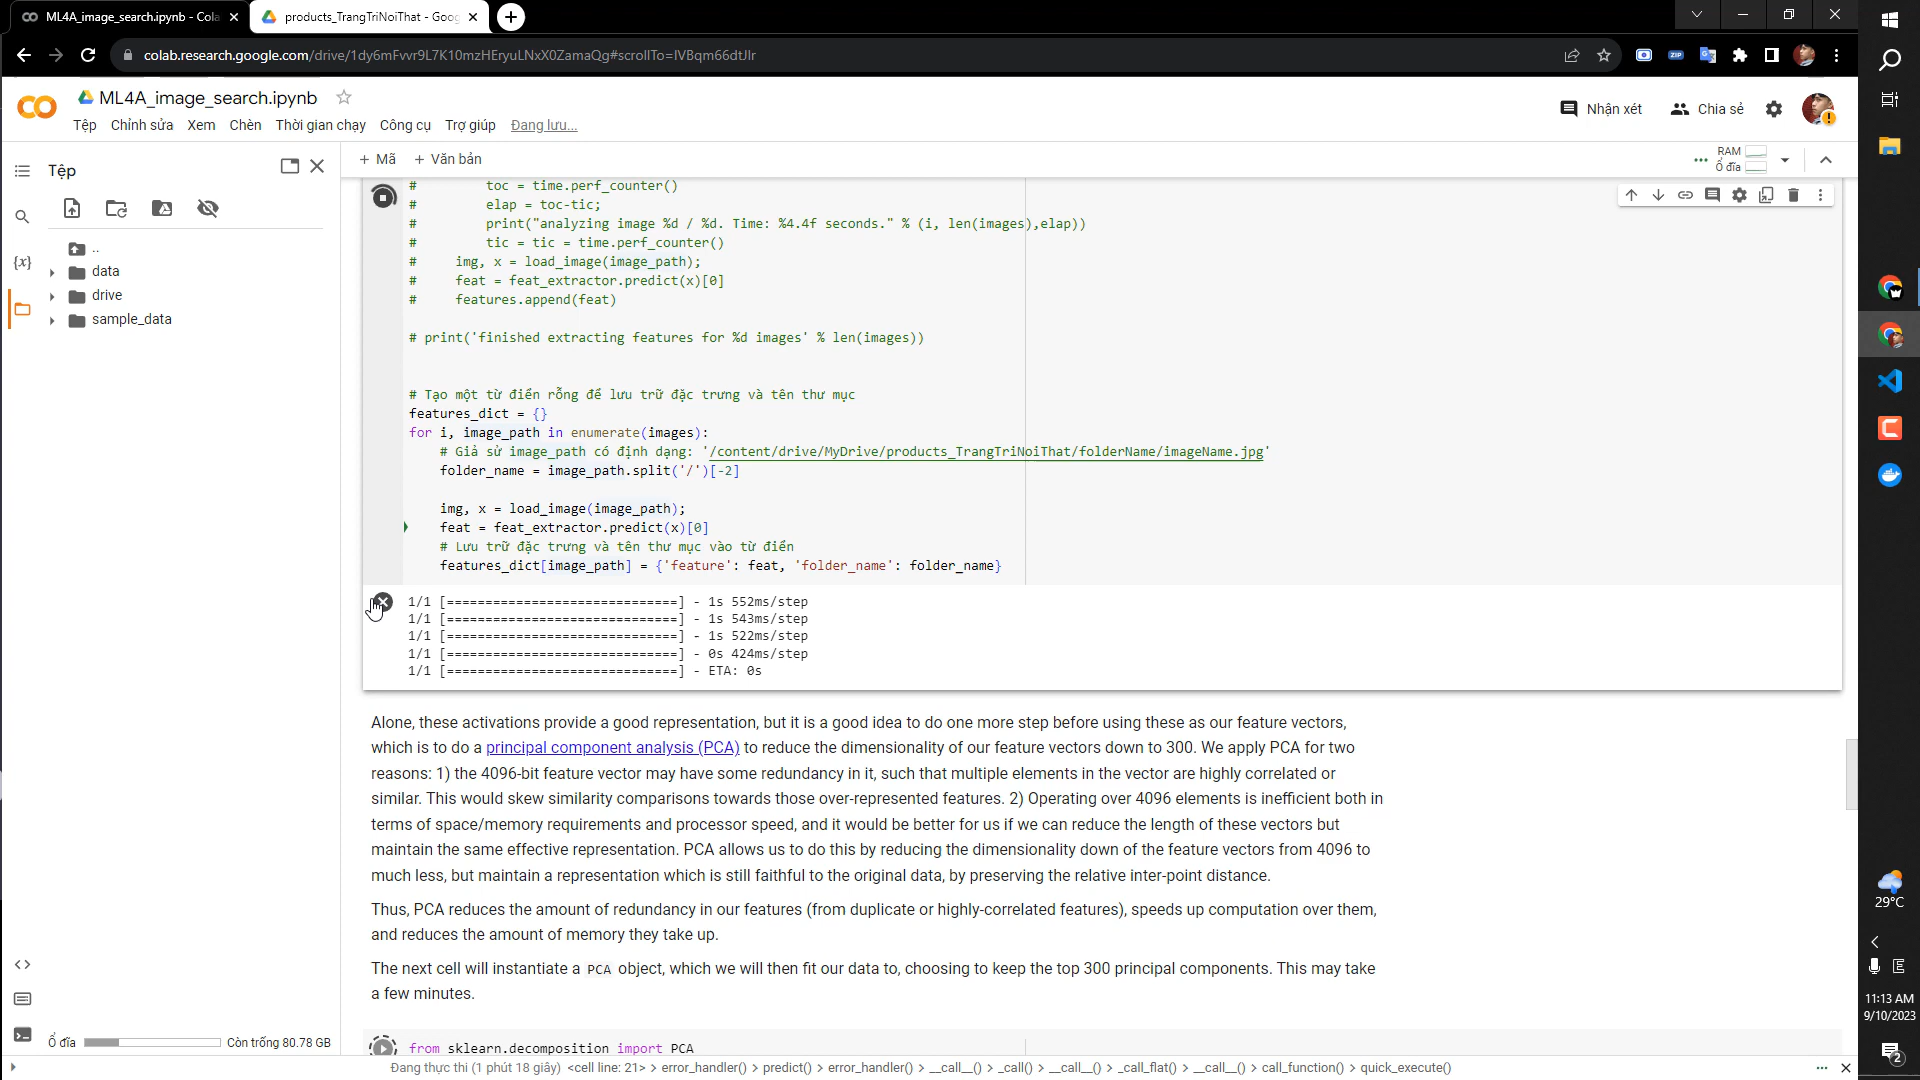 ML4A_image_search.ipynb - Cola
products_TrangTriNoiThat - Goog
colab.research.google.com/drive/1dy6mFvvr9L7K10mzHEryuLNxX0ZamaQg#scrollTo=IVBqm66dtJIr
ZIP
ML4A_image_search.ipynb
Tệp Chỉnh sửa Xem Chèn Thời gian chạy Công cụ Trợ giúp Đang lưu...
Nhận xét
Chia sẻ
Tệp
+ Mã + Văn bản
RAM
Ổ đĩa
..
data
drive
sample_data
# toc = time.perf_counter()
# elap = toc-tic;
# print("analyzing image %d / %d. Time: %4.4f seconds." % (i, len(images),elap))
# tic = tic = time.perf_counter()
# img, x = load_image(image_path);
# feat = feat_extractor.predict(x)[0]
# features.append(feat)
# print('finished extracting features for %d images' % len(images))
# Tạo một từ điển rỗng để lưu trữ đặc trưng và tên thư mục
features_dict = {}
for i, image_path in enumerate(images):
# Giả sử image_path có định dạng: '/content/drive/MyDrive/products_TrangTriNoiThat/folderName/imageName.jpg'
folder_name = image_path.split('/')[-2]
img, x = load_image(image_path);
feat = feat_extractor.predict(x)[0]
# Lưu trữ đặc trưng và tên thư mục vào từ điển
features_dict[image_path] = {'feature': feat, 'folder_name': folder_name}
1/1 [==============================] - 1s 552ms/step
1/1 [==============================] - 1s 543ms/step
1/1 [==============================] - 1s 522ms/step
1/1 [==============================] - 0s 424ms/step
1/1 [==============================] - ETA: 0s
Alone, these activations provide a good representation, but it is a good idea to do one more step before using these as our feature vectors,
which is to do a principal component analysis (PCA) to reduce the dimensionality of our feature vectors down to 300. We apply PCA for two
reasons: 1) the 4096-bit feature vector may have some redundancy in it, such that multiple elements in the vector are highly correlated or
similar. This would skew similarity comparisons towards those over-represented features. 2) Operating over 4096 elements is inefficient both in
terms of space/memory requirements and processor speed, and it would be better for us if we can reduce the length of these vectors but
maintain the same effective representation. PCA allows us to do this by reducing the dimensionality down of the feature vectors from 4096 to
much less, but maintain a representation which is still faithful to the original data, by preserving the relative inter-point distance.
Thus, PCA reduces the amount of redundancy in our features (from duplicate or highly-correlated features), speeds up computation over them,
and reduces the amount of memory they take up.
The next cell will instantiate a PCA object, which we will then fit our data to, choosing to keep the top 300 principal components. This may take
a few minutes.
from sklearn.decomposition import PCA
Ổ đĩa Còn trống 80.78 GB
Đang thực thi (1 phút 18 giây) <cell line: 21> > error_handler() > predict() > error_handler() > __call__() > _call() > __call__() > _call_flat() > __call__() > call_function() > quick_execute()
29°C
E
11:13 AM
9/10/2023
2